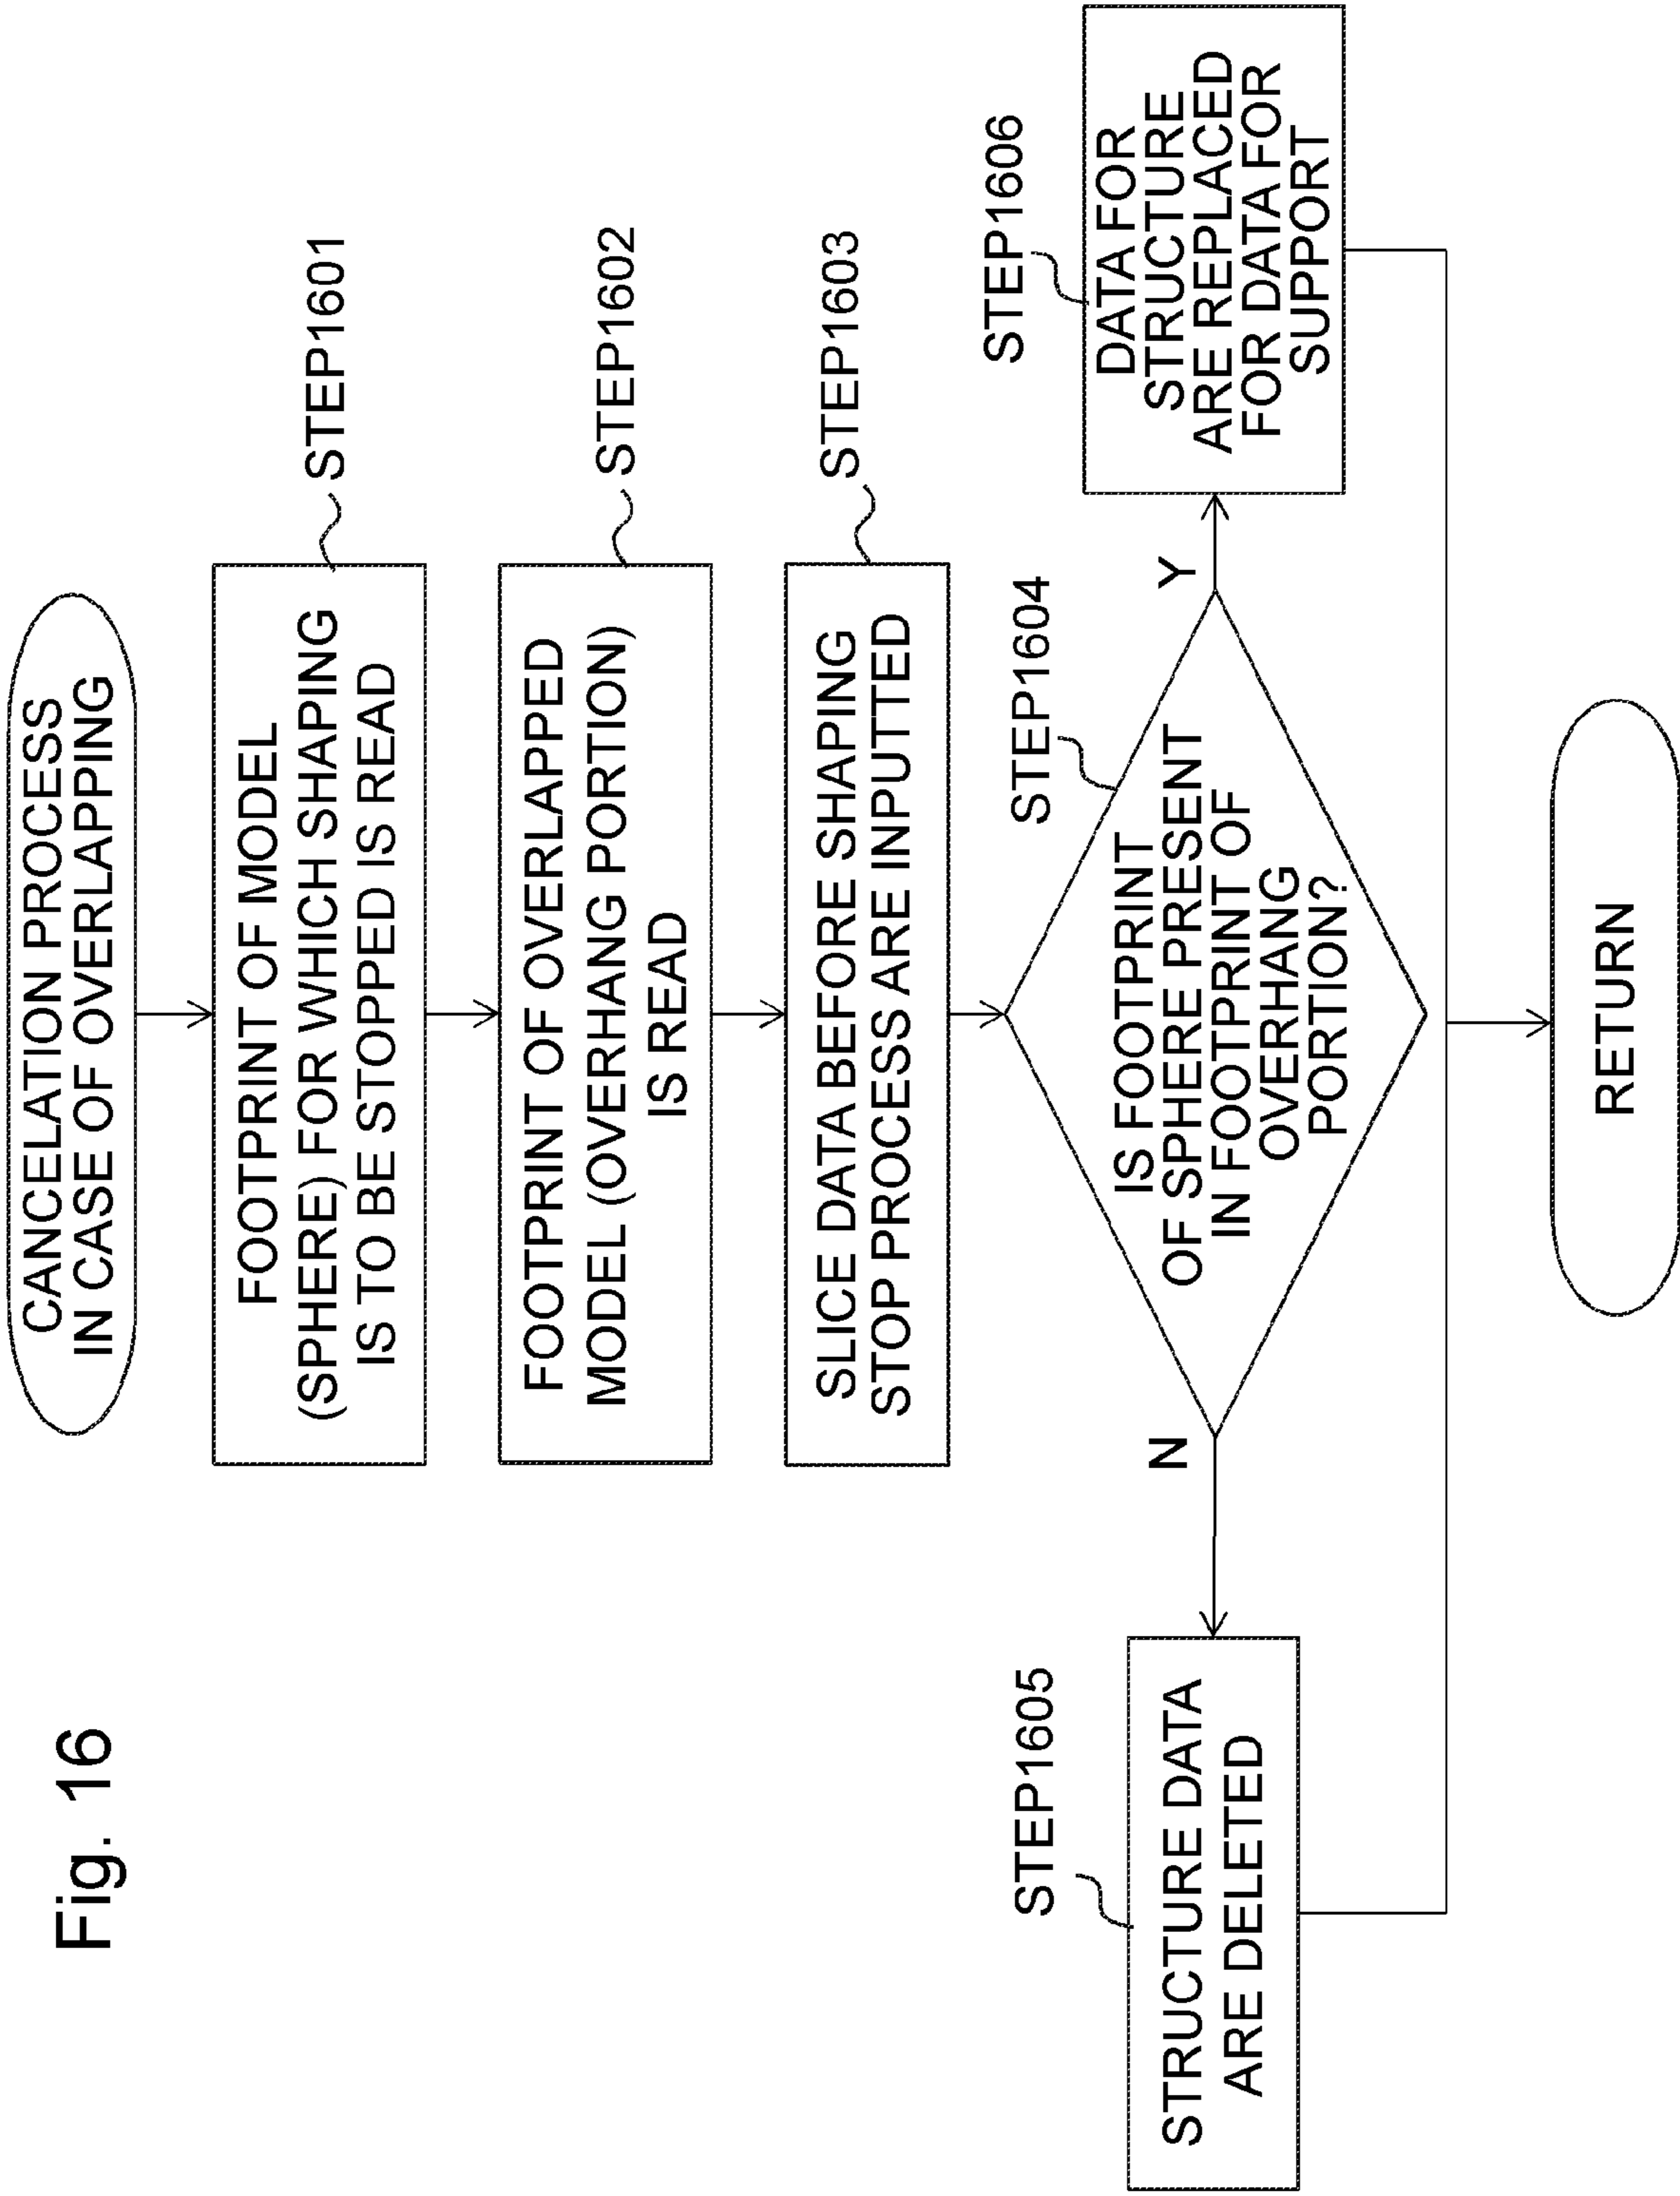 Fig. 16
CANCELATION PROCESS
IN CASE OF OVERLAPPING
FOOTPRINT OF MODEL
(SPHERE) FOR WHICH SHAPING
IS TO BE STOPPED IS READ
STEP1601
FOOTPRINT OF OVERLAPPED
MODEL (OVERHANG PORTION)
IS READ
STEP1602
SLICE DATA BEFORE SHAPING
STOP PROCESS ARE INPUTTED
STEP1603
IS FOOTPRINT
OF SPHERE PRESENT
IN FOOTPRINT OF
OVERHANG
PORTION?
STEP1604
N
Y
STRUCTURE DATA
ARE DELETED
STEP1605
DATA FOR
STRUCTURE
ARE REPLACED
FOR DATA FOR
SUPPORT
STEP1606
RETURN